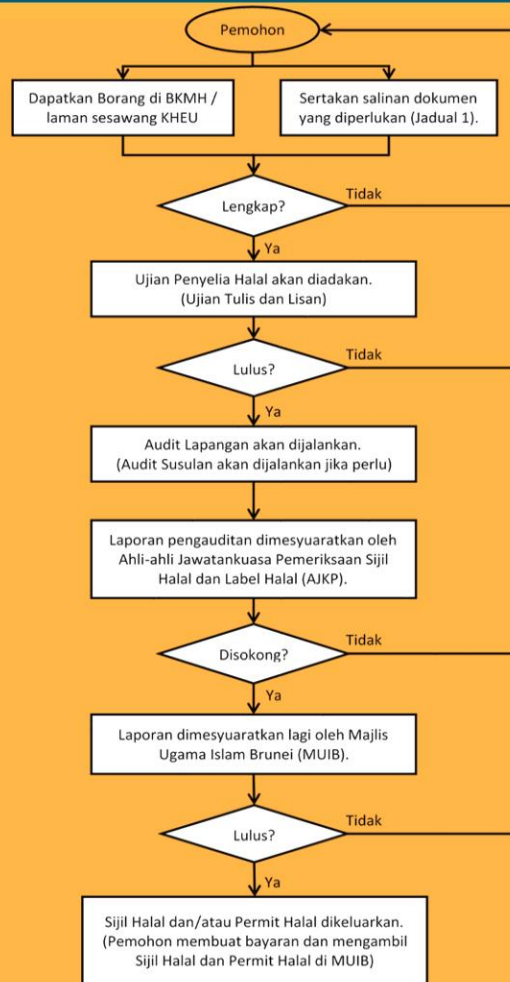 Pemohon
Dapatkan Borang di BKMH /
laman sesawang KHEU
Sertakan salinan dokumen
yang diperlukan (Jadual 1).
Lengkap?
Tidak
Ya
Ujian Penyelia Halal akan diadakan.
(Ujian Tulis dan Lisan)
Lulus?
Tidak
Ya
Audit Lapangan akan dijalankan.
(Audit Susulan akan dijalankan jika perlu)
Laporan pengauditan dimesyuaratkan oleh
Ahli-ahli Jawatankuasa Pemeriksaan Sijil
Halal dan Label Halal (AJKP).
Disokong?
Tidak
Ya
Laporan dimesyuaratkan lagi oleh Majlis
Ugama Islam Brunei (MUIB).
Lulus?
Tidak
Ya
Sijil Halal dan/atau Permit Halal dikeluarkan.
(Pemohon membuat bayaran dan mengambil
Sijil Halal dan Permit Halal di MUIB)